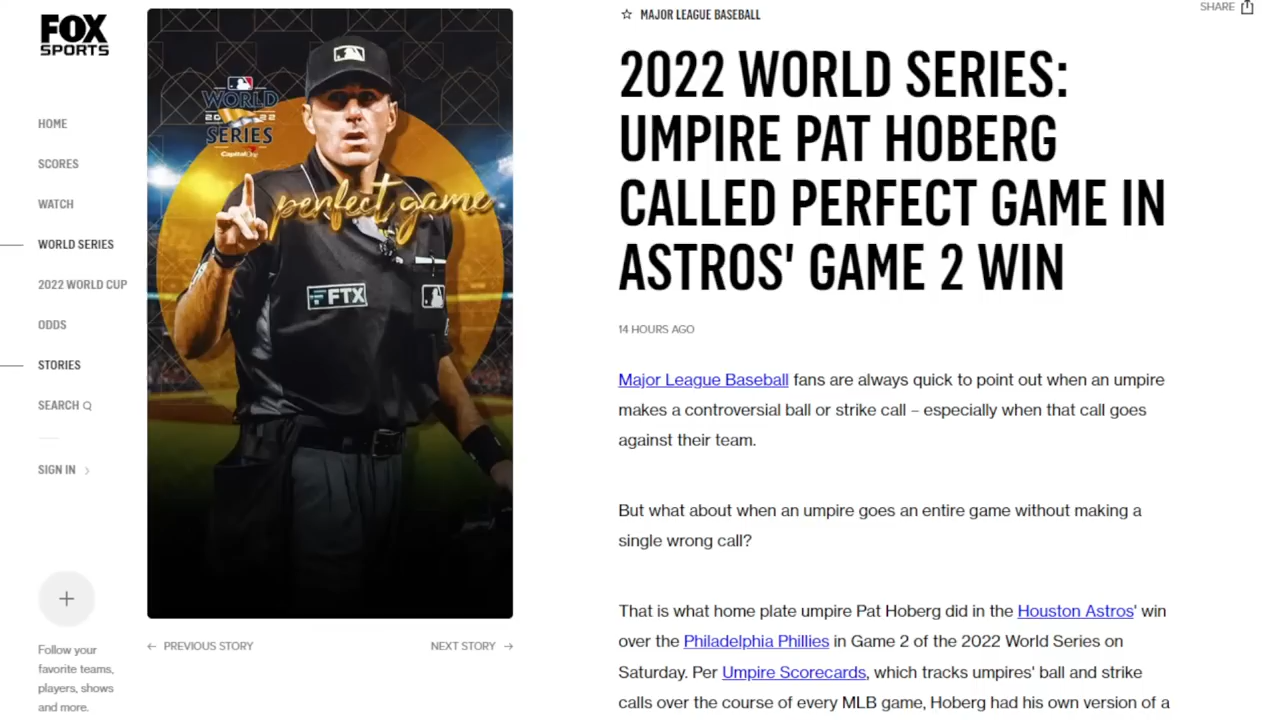 FOX
SPORTS
HOME
SCORES
WATCH
WORLD SERIES
2022 WORLD CUP
ODDS
STORIES
SEARCH
SIGN IN
Follow your
favorite teams,
players, shows
and more.
WORLD
2022
SERIES
Capital One
perfect game
FTX
← PREVIOUS STORY
NEXT STORY →
SHARE
MAJOR LEAGUE BASEBALL
2022 WORLD SERIES:
UMPIRE PAT HOBERG
CALLED PERFECT GAME IN
ASTROS' GAME 2 WIN
14 HOURS AGO
Major League Baseball fans are always quick to point out when an umpire
makes a controversial ball or strike call – especially when that call goes
against their team.
But what about when an umpire goes an entire game without making a
single wrong call?
That is what home plate umpire Pat Hoberg did in the Houston Astros' win
over the Philadelphia Phillies in Game 2 of the 2022 World Series on
Saturday. Per Umpire Scorecards, which tracks umpires' ball and strike
calls over the course of every MLB game, Hoberg had his own version of a